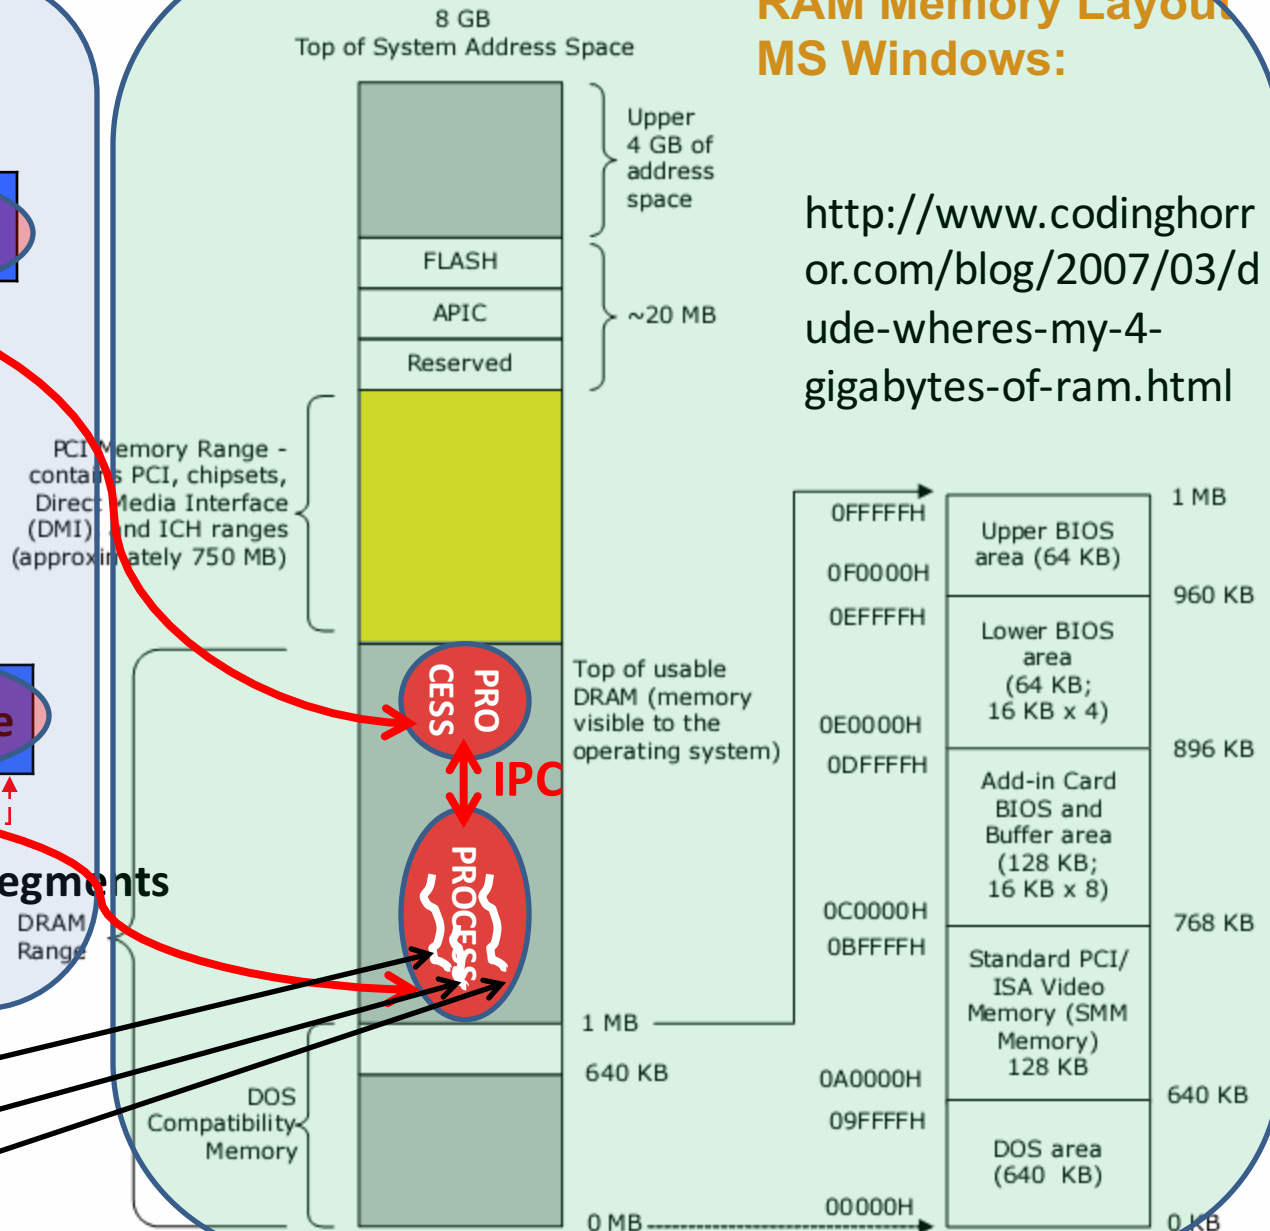 RAM Memory Layout
MS Windows:
8 GB
Top of System Address Space
Upper
4 GB of
address
space
http://www.codinghorr
or.com/blog/2007/03/d
ude-wheres-my-4-
gigabytes-of-ram.html
FLASH
APIC
Reserved
~20 MB
PCI Memory Range -
contains PCI, chipsets,
Direct Media Interface
(DMI), and ICH ranges
(approximately 750 MB)
PRO
CESS
IPC
PROCESS
Top of usable
DRAM (memory
visible to the
operating system)
e
egments
DRAM
Range
1 MB
640 KB
DOS
Compatibility
Memory
0 MB
0FFFFFH
0F0000H
0EFFFFH
0E0000H
0DFFFFH
0C0000H
0BFFFFH
0A0000H
09FFFFH
00000H
Upper BIOS
area (64 KB)
Lower BIOS
area
(64 KB;
16 KB x 4)
Add-in Card
BIOS and
Buffer area
(128 KB;
16 KB x 8)
Standard PCI/
ISA Video
Memory (SMM
Memory)
128 KB
DOS area
(640 KB)
1 MB
960 KB
896 KB
768 KB
640 KB
0 KB